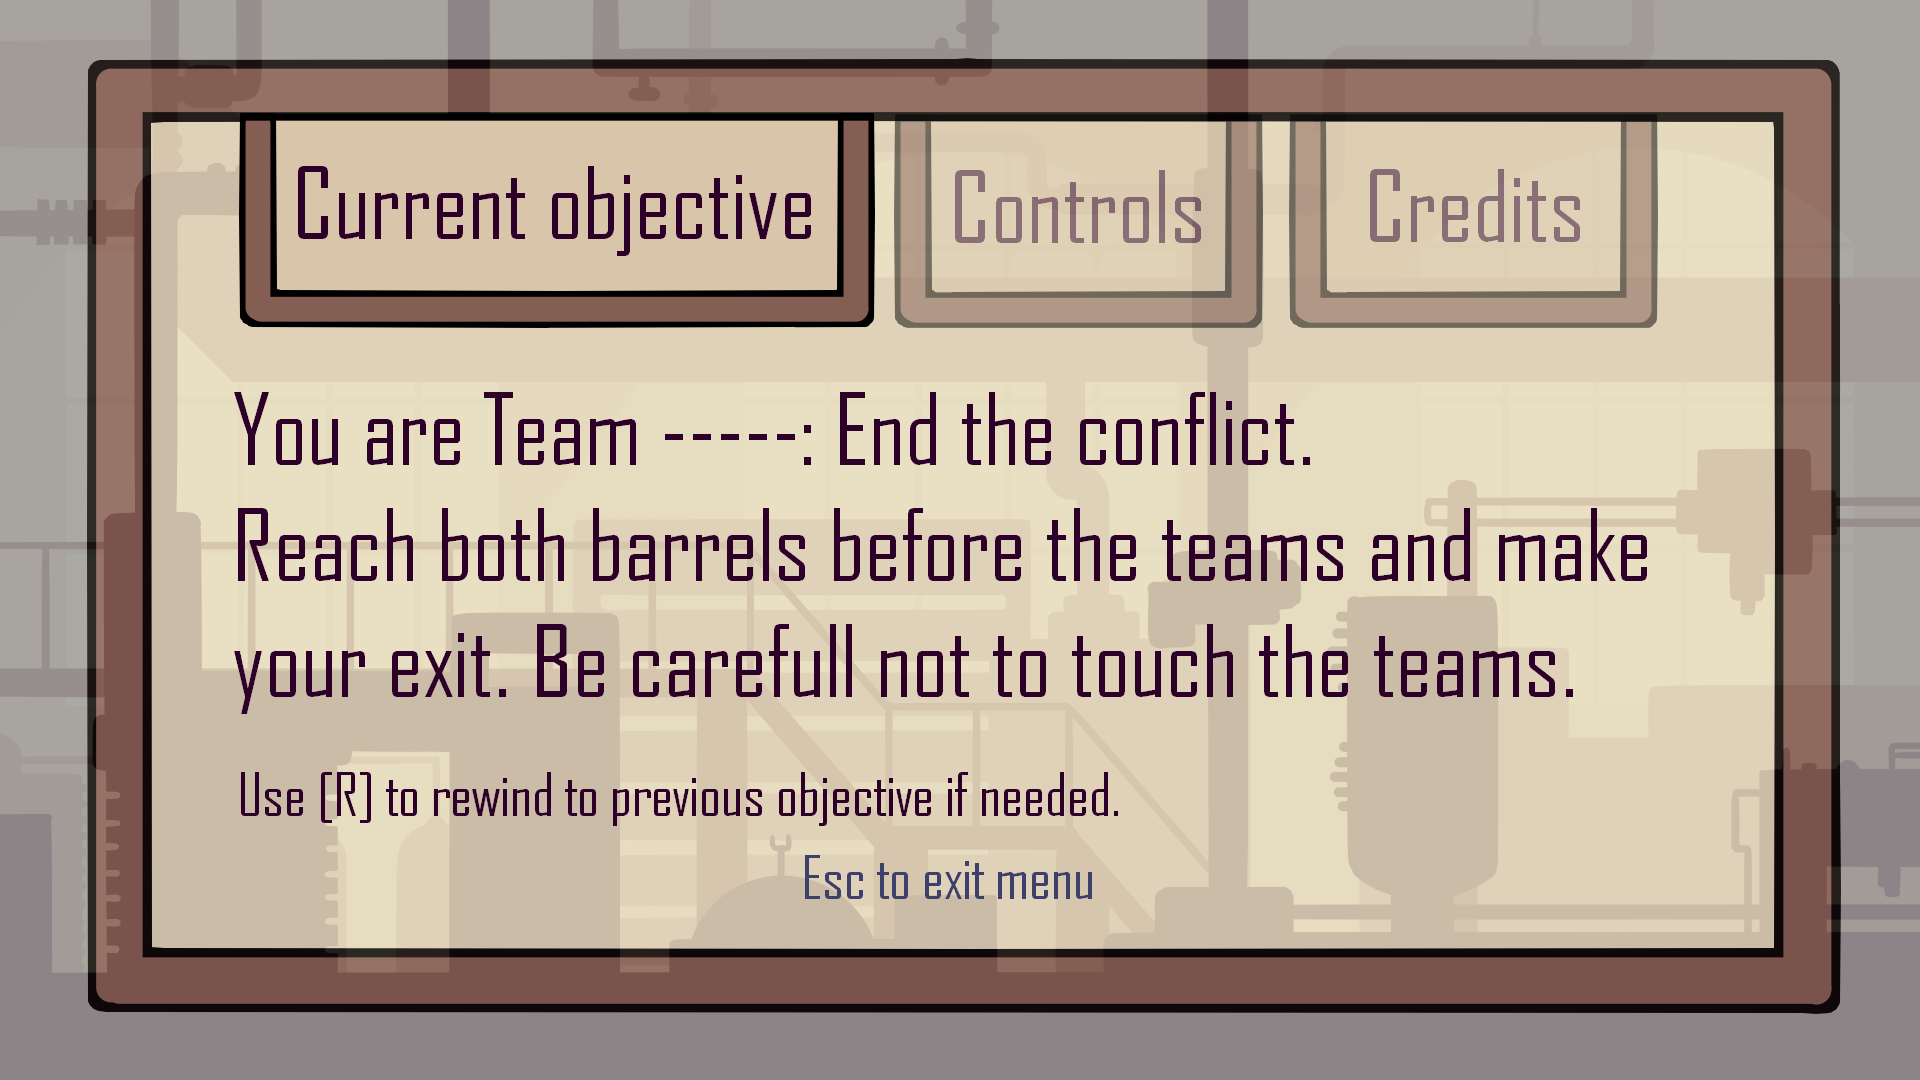 Current objective
Controls
Credits
You are Team -----: End the conflict.
Reach both barrels before the teams and make
your exit. Be carefull not to touch the teams.
Use [R] to rewind to previous objective if needed.
Esc to exit menu